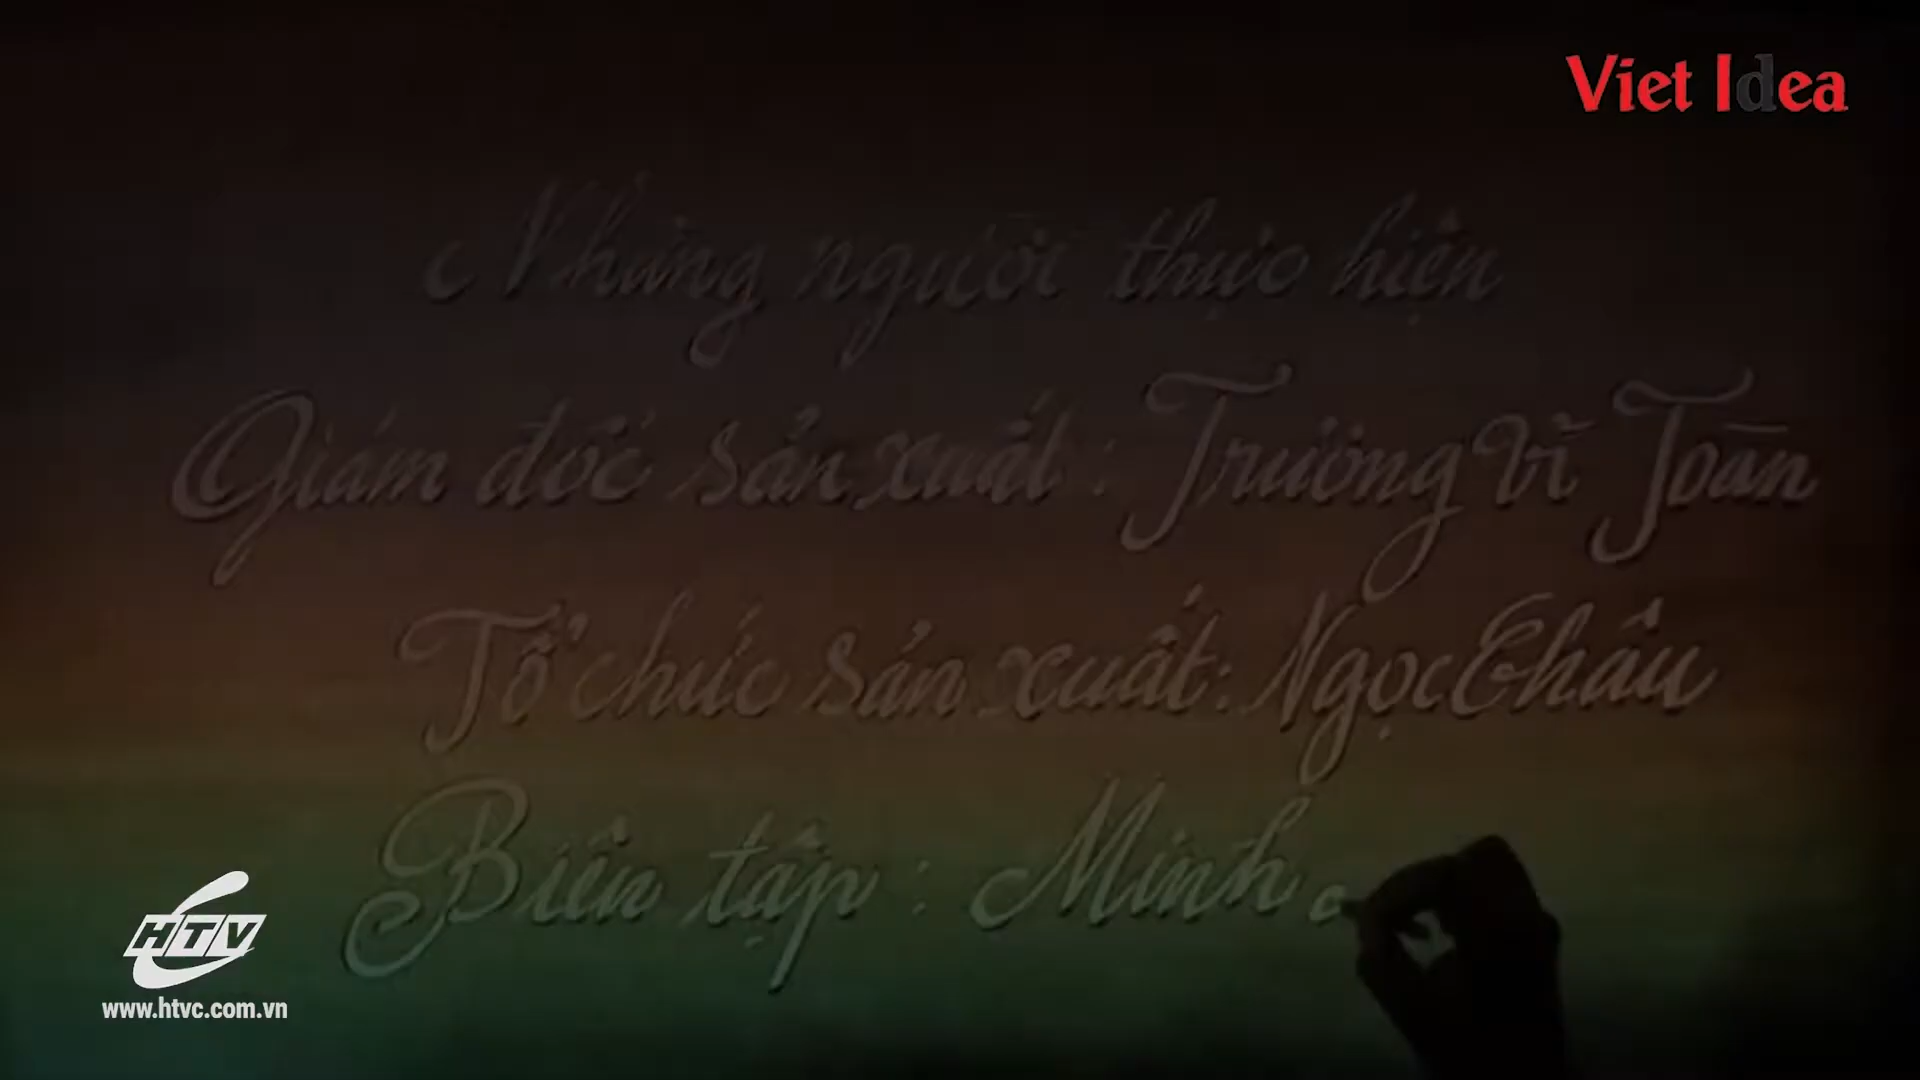 Viet Idea
Những người thực hiện
Giám đốc sản xuất : Trương Vĩ Toàn
Tổ chức sản xuất : Ngọc Châu
Biên tập : Minh
HTV
www.htvc.com.vn